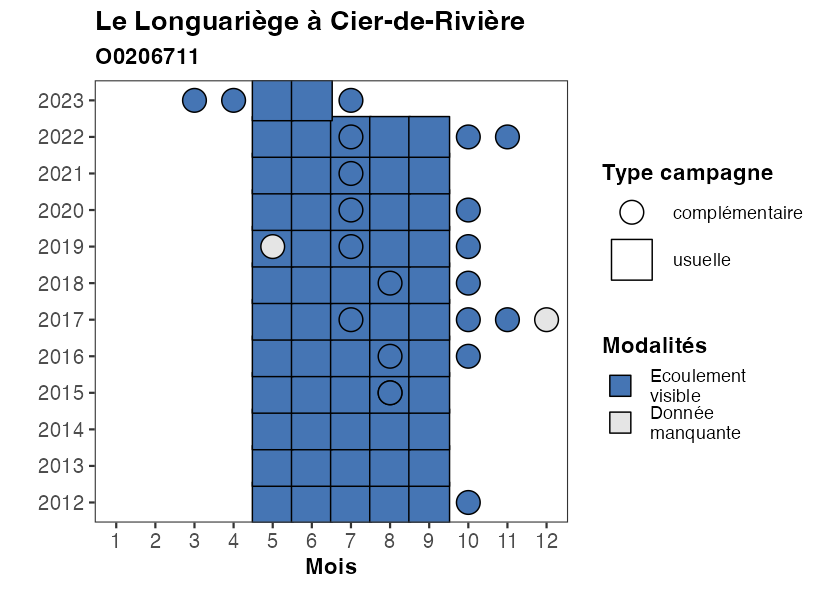 Le Longuariège à Cier-de-Rivière
O0206711
2023
2022
2021
2020
2019
2018
2017
2016
2015
2014
2013
2012
1 2 3 4 5 6 7 8 9 10 11 12
Mois
Type campagne
complémentaire
usuelle
Modalités
Ecoulement
visible
Donnée
manquante